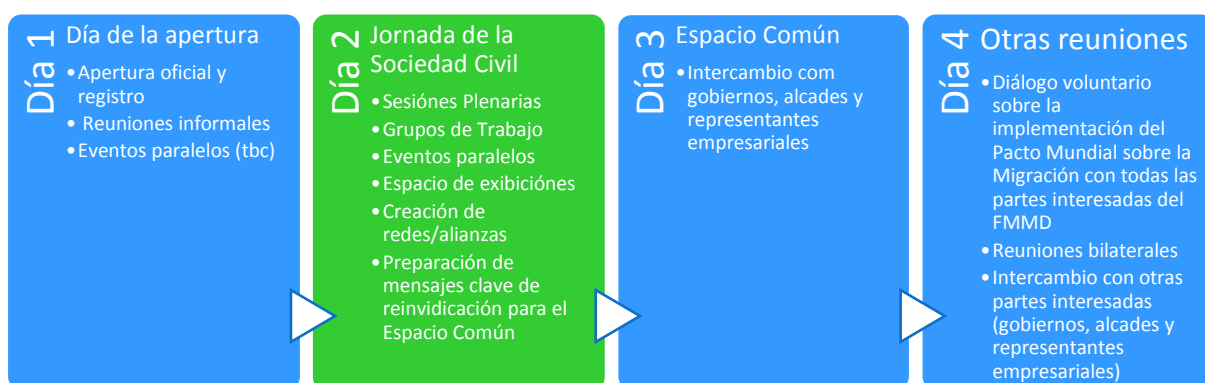 Día 1
Día de la apertura
•Apertura oficial y
registro
• Reuniones informales
•Eventos paralelos (tbc)
Día 2
Jornada de la
Sociedad Civil
•Sesiónes Plenarias
•Grupos de Trabajo
•Eventos paralelos
•Espacio de exibiciónes
•Creación de
redes/alianzas
•Preparación de
mensajes clave de
reinvidicación para el
Espacio Común
Día 3
Espacio Común
•Intercambio com
gobiernos, alcades y
representantes
empresariales
Día 4
Otras reuniones
•Diálogo voluntario
sobre la
implementación del
Pacto Mundial sobre la
Migración con todas las
partes interesadas del
FMMD
•Reuniones bilaterales
•Intercambio con otras
partes interesadas
(gobiernos, alcades y
representantes
empresariales)